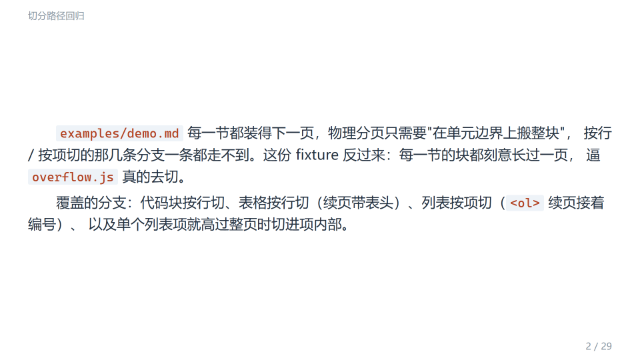 切分路径回归
examples/demo.md 每一节都装得下一页，物理分页只需要"在单元边界上搬整块"， 按行
/ 按项切的那几条分支一条都走不到。这份 fixture 反过来：每一节的块都刻意长过一页， 逼
overflow.js 真的去切。
覆盖的分支：代码块按行切、表格按行切（续页带表头）、列表按项切（<ol> 续页接着
编号）、 以及单个列表项就高过整页时切进项内部。
2 / 29